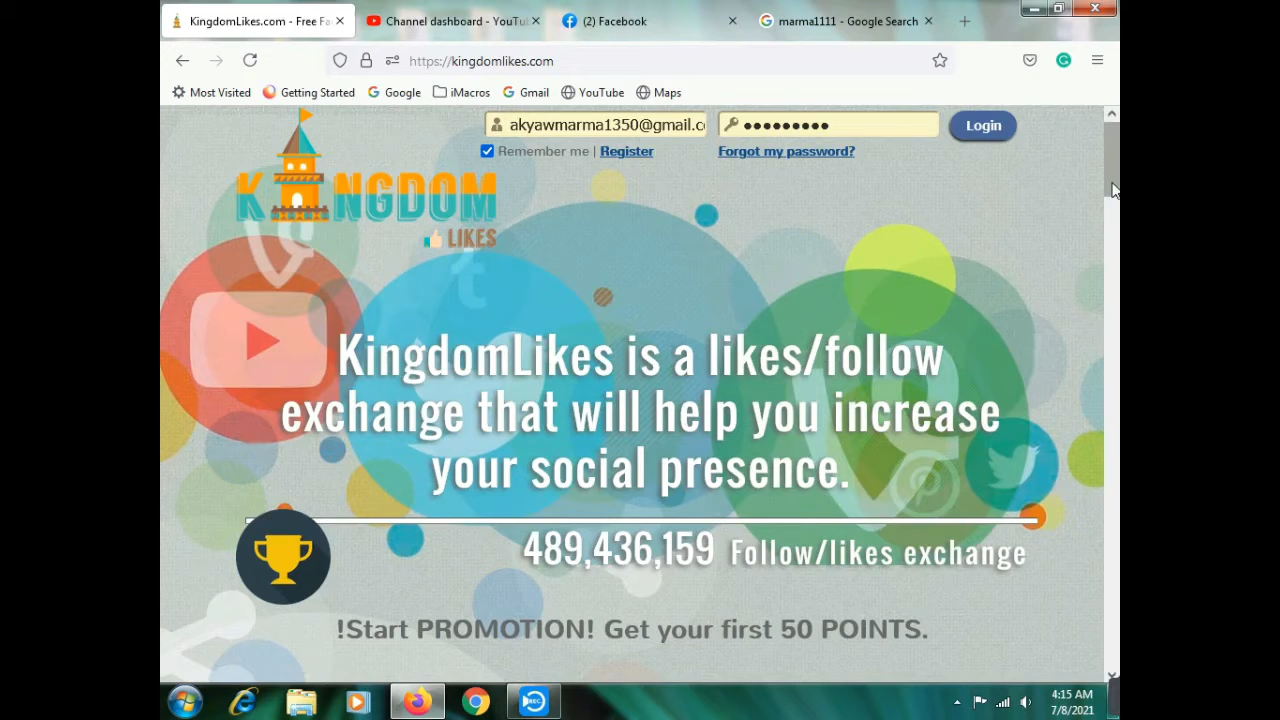 KingdomLikes.com - Free Fa
Channel dashboard - YouTu
(2) Facebook
marma1111 - Google Search
https://kingdomlikes.com
Most Visited
Getting Started
Google
iMacros
Gmail
YouTube
Maps
akyawmarma1350@gmail.c
●●●●●●●●●
Login
Remember me | Register
Forgot my password?
KINGDOM
LIKES
KingdomLikes is a likes/follow
exchange that will help you increase
your social presence.
489,436,159 Follow/likes exchange
!Start PROMOTION! Get your first 50 POINTS.
REC
4:15 AM
7/8/2021